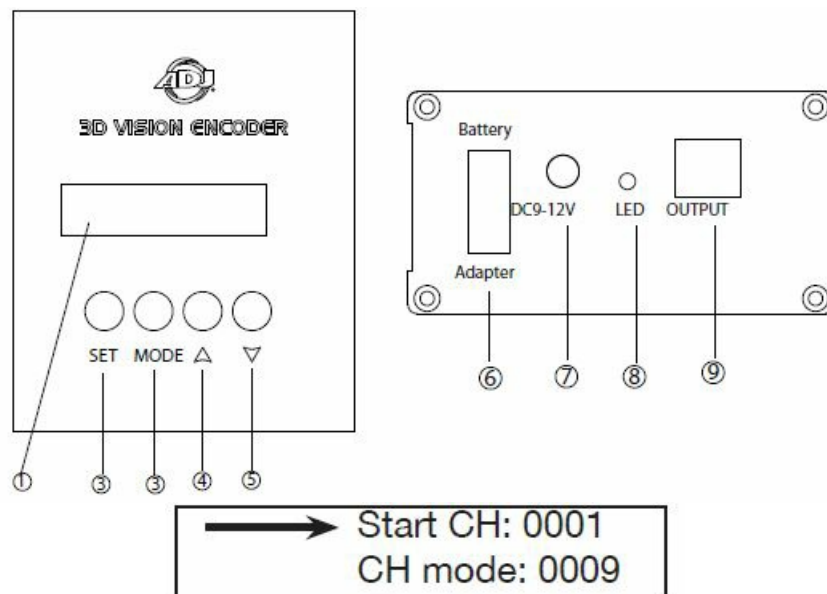 ADJ
3D VISION ENCODER
SET MODE △ ▽
① ③ ③ ④ ⑤
Battery
DC9-12V LED OUTPUT
Adapter
⑥ ⑦ ⑧ ⑨
Start CH: 0001
CH mode: 0009